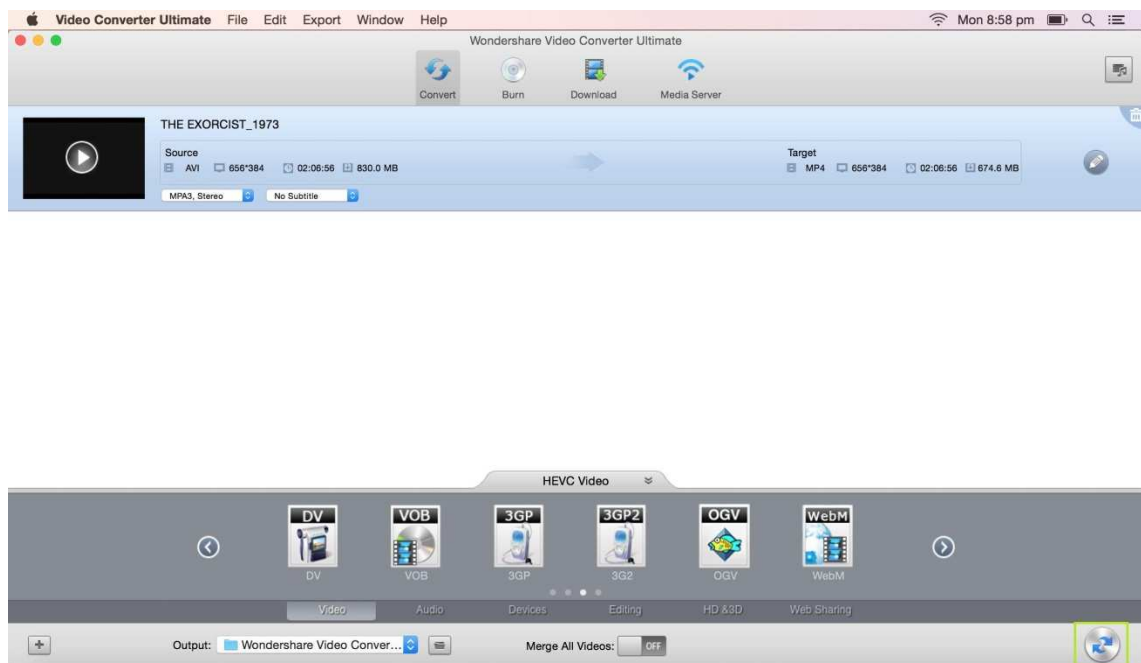 Video Converter Ultimate File Edit Export Window Help Mon 8:58 pm
Wondershare Video Converter Ultimate
Convert Burn Download Media Server
THE EXORCIST_1973
Source Target
AVI 656*384 02:06:56 830.0 MB MP4 656*384 02:06:56 674.6 MB
MPA3, Stereo No Subtitle
HEVC Video
DV VOB 3GP 3GP2 OGV WebM
DV VOB 3GP 3G2 OGV WebM
Video Audio Devices Editing HD &3D Web Sharing
Output: Wondershare Video Conver... Merge All Videos: OFF